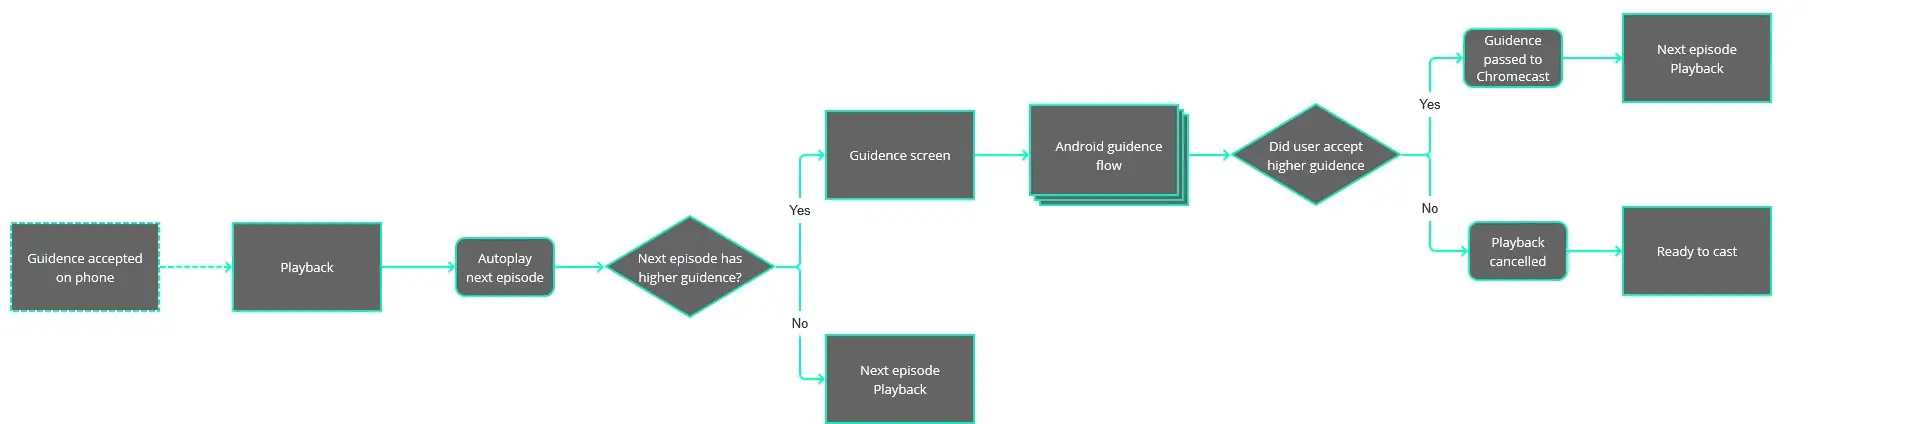 Guidence accepted
on phone
Playback
Autoplay
next episode
Next episode has
higher guidence?
Yes
No
Guidence screen
Next episode
Playback
Android guidence
flow
Did user accept
higher guidence
Yes
No
Guidence
passed to
Chromecast
Next episode
Playback
Playback
cancelled
Ready to cast